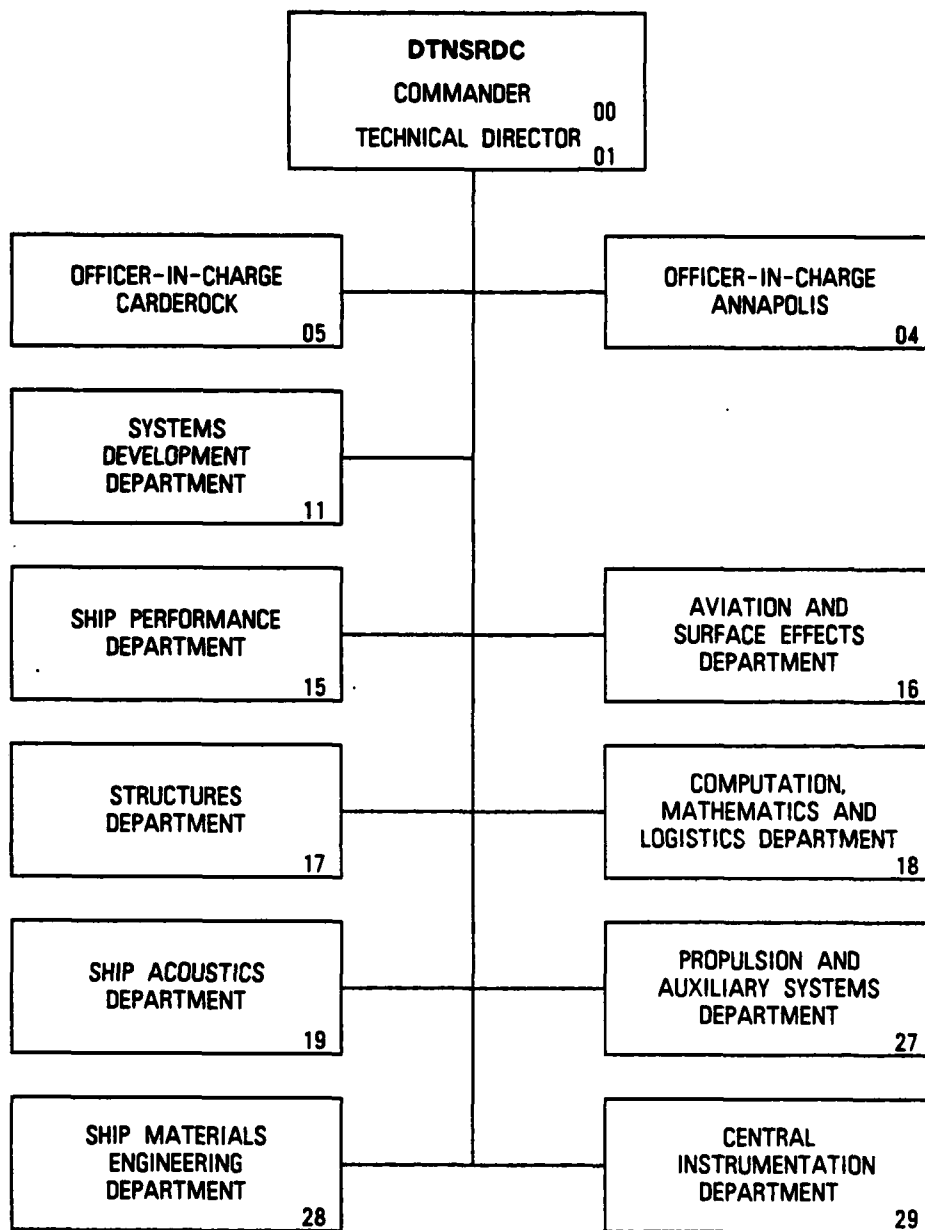 DTNSRDC
COMMANDER
00
TECHNICAL DIRECTOR
01
OFFICER-IN-CHARGE
CARDEROCK
05
OFFICER-IN-CHARGE
ANNAPOLIS
04
SYSTEMS
DEVELOPMENT
DEPARTMENT
11
SHIP PERFORMANCE
DEPARTMENT
15
AVIATION AND
SURFACE EFFECTS
DEPARTMENT
16
STRUCTURES
DEPARTMENT
17
COMPUTATION,
MATHEMATICS AND
LOGISTICS DEPARTMENT
18
SHIP ACOUSTICS
DEPARTMENT
19
PROPULSION AND
AUXILIARY SYSTEMS
DEPARTMENT
27
SHIP MATERIALS
ENGINEERING
DEPARTMENT
28
CENTRAL
INSTRUMENTATION
DEPARTMENT
29